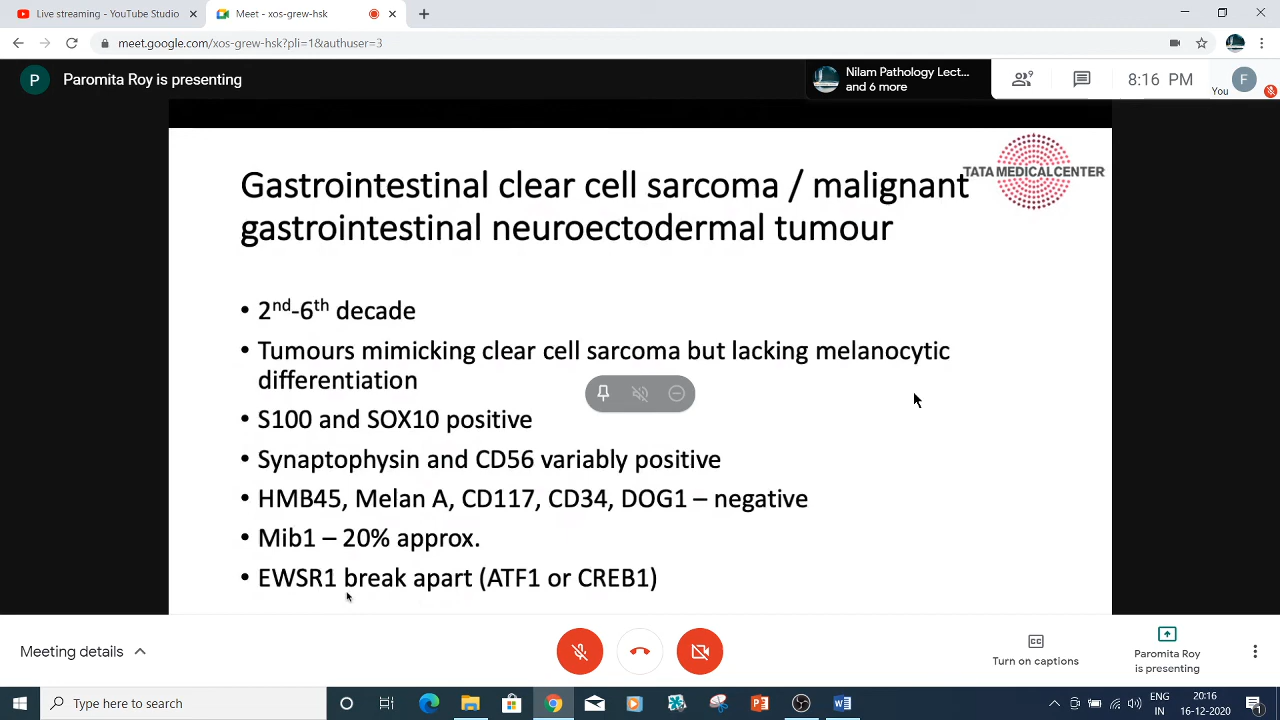 Live streaming - YouTube Studio
Meet - xos-grew-hsk
meet.google.com/xos-grew-hsk?pli=1&authuser=3
P
Paromita Roy is presenting
Nilam Pathology Lect...
and 6 more
9
8:16 PM
You
F
TATA MEDICAL CENTER
Gastrointestinal clear cell sarcoma / malignant
gastrointestinal neuroectodermal tumour
• 2nd-6th decade
• Tumours mimicking clear cell sarcoma but lacking melanocytic
differentiation
• S100 and SOX10 positive
• Synaptophysin and CD56 variably positive
• HMB45, Melan A, CD117, CD34, DOG1 – negative
• Mib1 – 20% approx.
• EWSR1 break apart (ATF1 or CREB1)
Meeting details
Turn on captions
Paromita Roy
is presenting
Type here to search
ENG
IN
20:16
16-12-2020